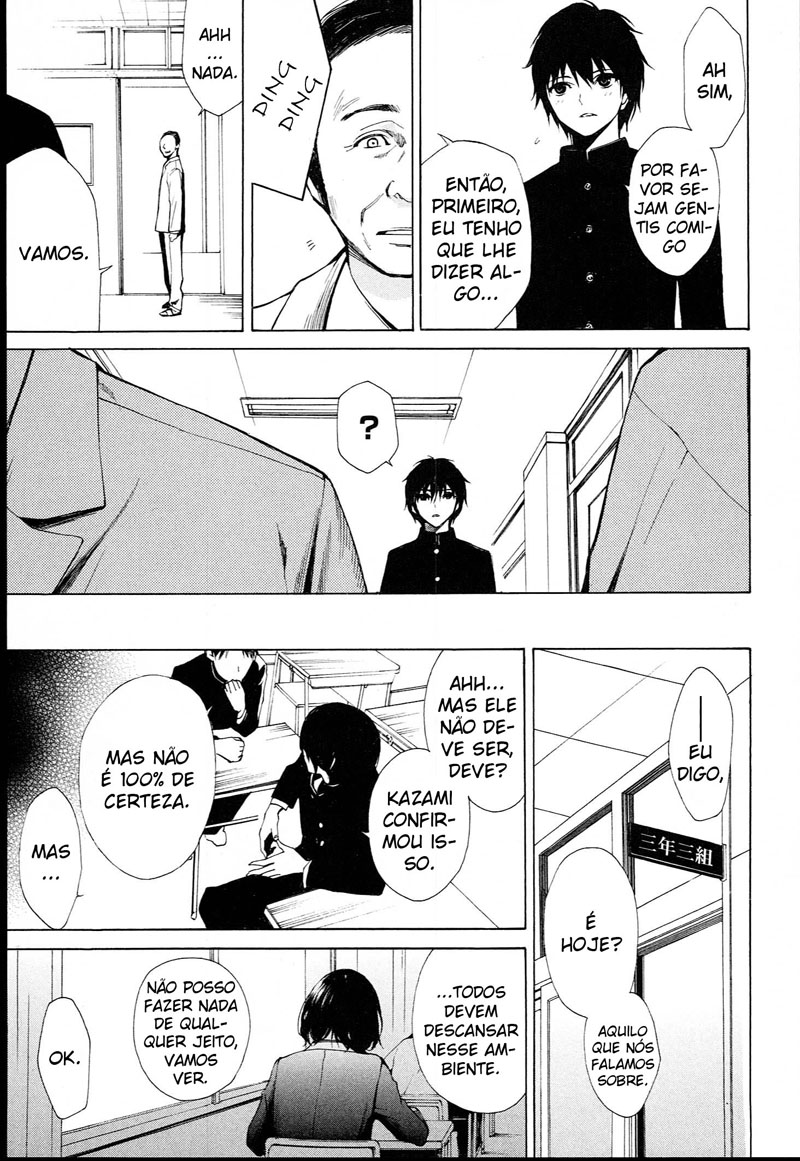 AH
SIM,
POR FA-
VOR SE-
JAM GEN-
TIS COMI-
GO
ENTÃO,
PRIMEIRO,
EU TENHO
QUE LHE
DIZER AL-
GO...
DING
DING
AHH
...
NADA.
VAMOS.
?
— EU
DIGO,
三年三組
É
HOJE?
AQUILO
QUE NÓS
FALAMOS
SOBRE.
AHH...
MAS ELE
NÃO DE-
VE SER,
DEVE?
KAZAMI
CONFIR-
MOU IS-
SO.
MAS NÃO
É 100% DE
CERTEZA.
MAS
...
...TODOS
DEVEM
DESCANSAR
NESSE AM-
BIENTE.
NÃO POSSO
FAZER NADA
DE QUAL-
QUER JEITO,
VAMOS
VER.
OK.